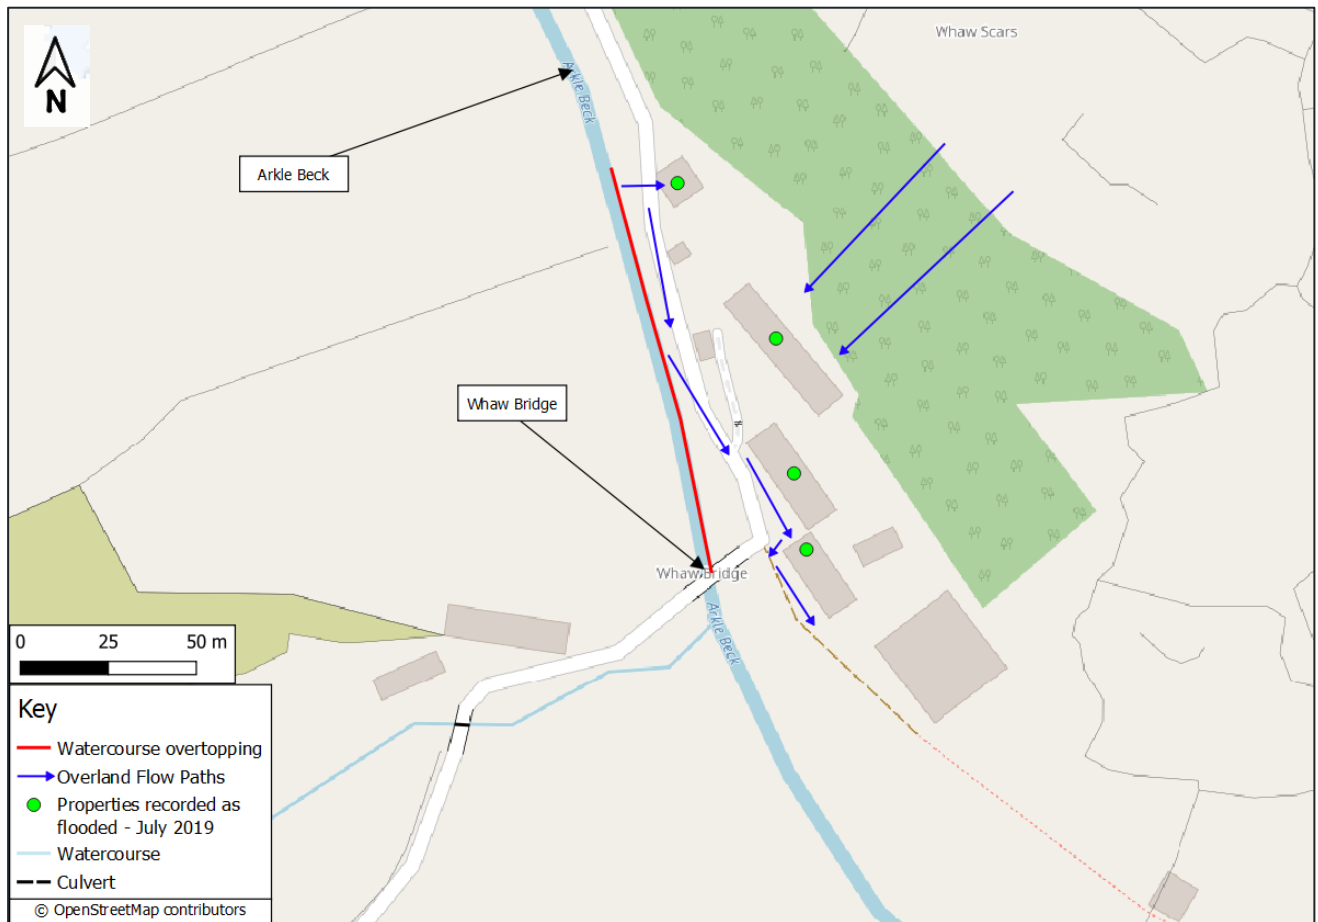 Whaw Scars
N
Arkle Beck
Arkle Beck
Whaw Bridge
Whaw Bridge
Arkle Beck
0 25 50 m
Key
Watercourse overtopping
Overland Flow Paths
Properties recorded as
flooded - July 2019
Watercourse
Culvert
© OpenStreetMap contributors